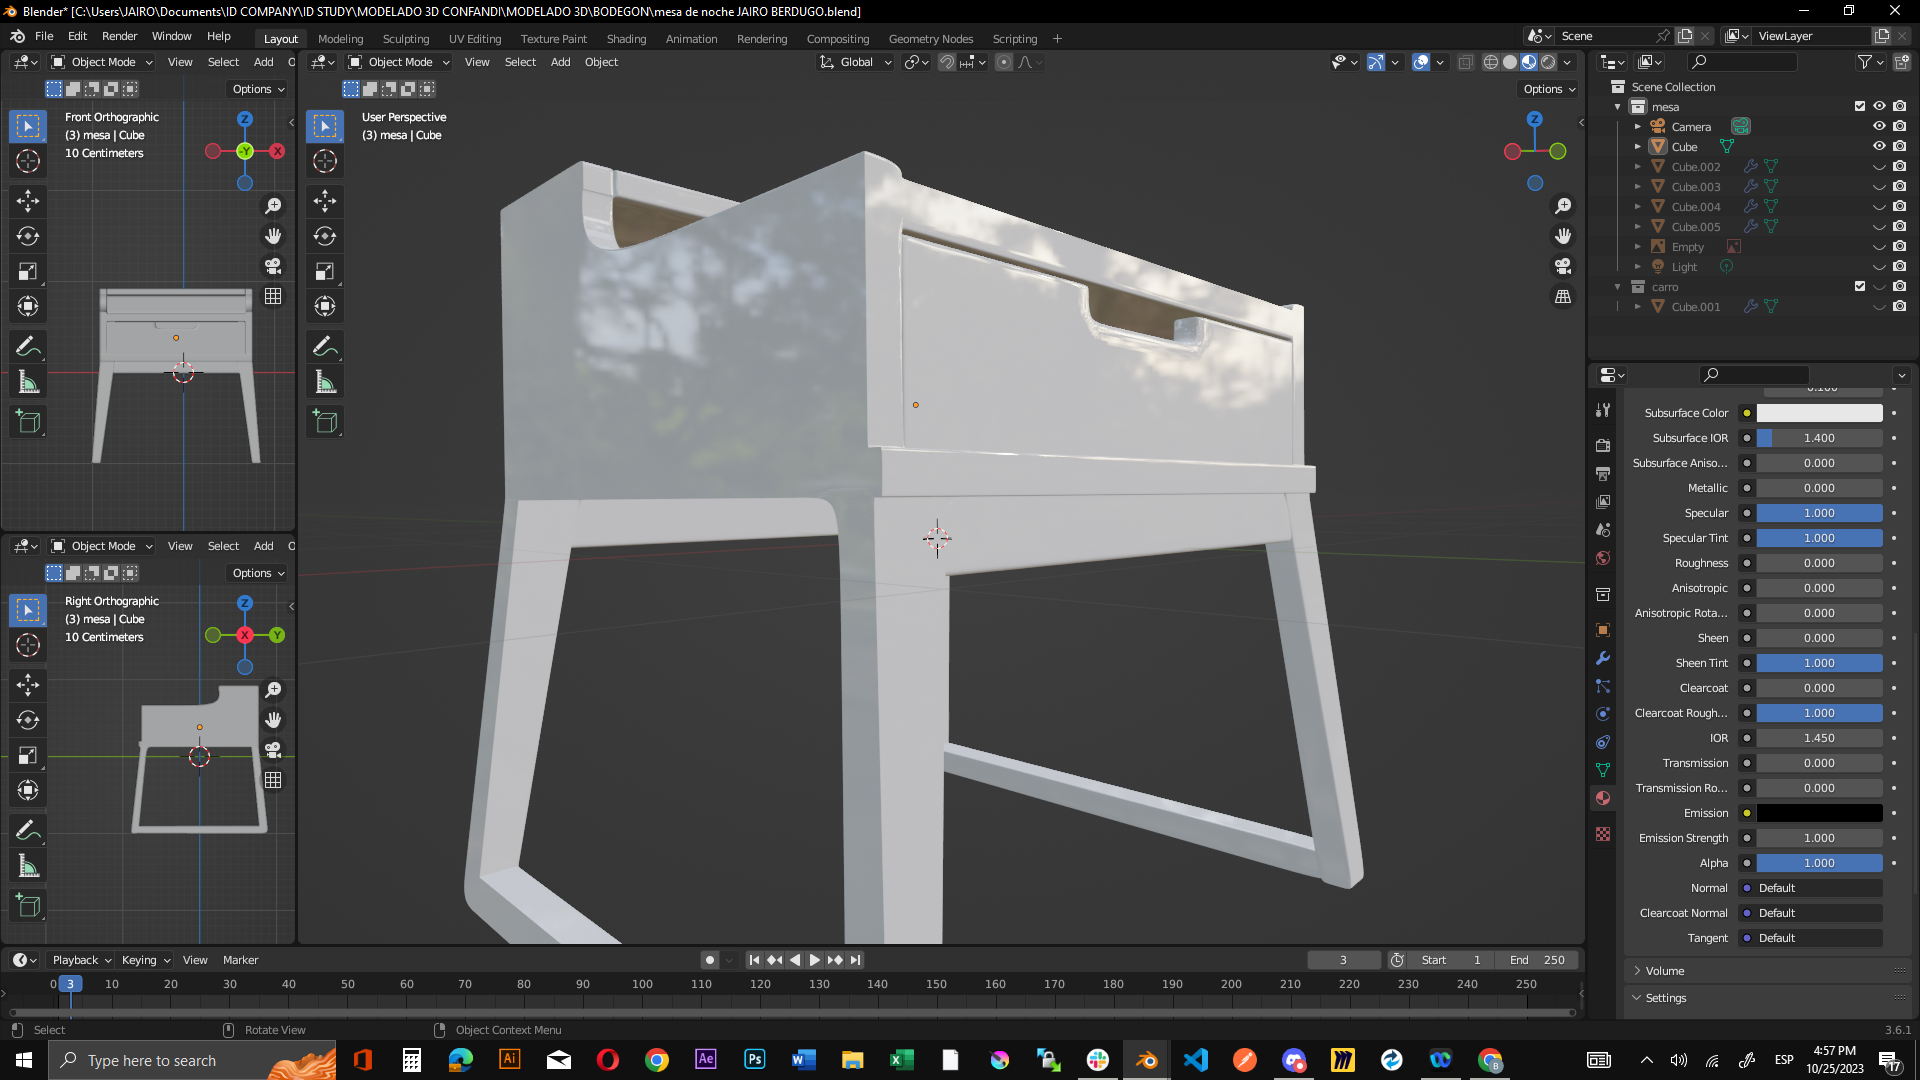 Blender* [C:\Users\JAIRO\Documents\ID COMPANY\ID STUDY\MODELADO 3D CONFANDI\MODELADO 3D\BODEGON\mesa de noche JAIRO BERDUGO.blend]
File Edit Render Window Help Layout Modeling Sculpting UV Editing Texture Paint Shading Animation Rendering Compositing Geometry Nodes Scripting
Scene ViewLayer
Object Mode View Select Add O
Object Mode View Select Add Object
Global
Options
Options
Front Orthographic
(3) mesa | Cube
10 Centimeters
Z
-Y
X
User Perspective
(3) mesa | Cube
Z
Object Mode View Select Add O
Options
Right Orthographic
(3) mesa | Cube
10 Centimeters
Z
X
Y
Scene Collection
mesa
Camera
Cube
Cube.002
Cube.003
Cube.004
Cube.005
Empty
Light
carro
Cube.001
Subsurface Color
Subsurface IOR 1.400
Subsurface Aniso... 0.000
Metallic 0.000
Specular 1.000
Specular Tint 1.000
Roughness 0.000
Anisotropic 0.000
Anisotropic Rota... 0.000
Sheen 0.000
Sheen Tint 1.000
Clearcoat 0.000
Clearcoat Rough... 1.000
IOR 1.450
Transmission 0.000
Transmission Ro... 0.000
Emission
Emission Strength 1.000
Alpha 1.000
Normal Default
Clearcoat Normal Default
Tangent Default
Volume
Settings
Playback Keying View Marker
3 Start 1 End 250
0 3 10 20 30 40 50 60 70 80 90 100 110 120 130 140 150 160 170 180 190 200 210 220 230 240 250
Select Rotate View Object Context Menu
3.6.1
Type here to search
Ai
Ae
Ps
ESP
4:57 PM
10/25/2023
17